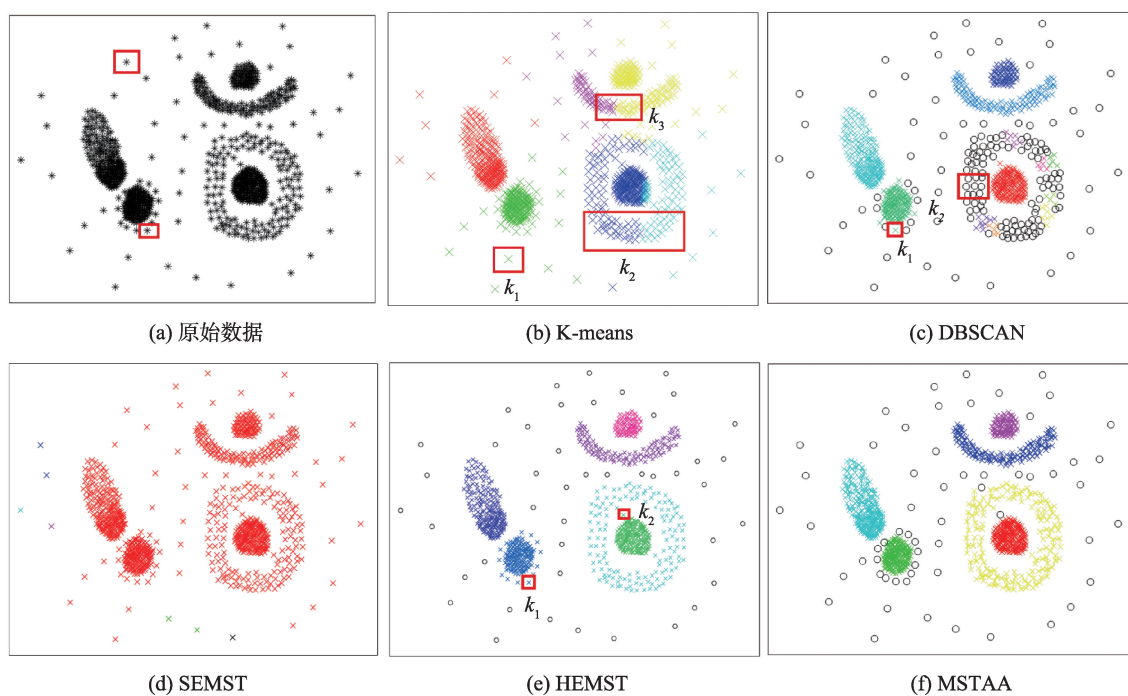 k3
k2
k1
k2
k1
(a) 原始数据
(b) K-means
(c) DBSCAN
k2
k1
(d) SEMST
(e) HEMST
(f) MSTAA